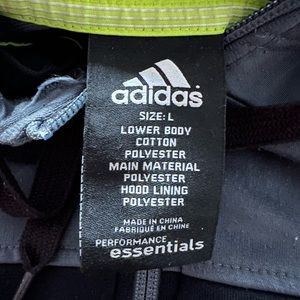 adidas
SIZE: L
LOWER BODY
COTTON
POLYESTER
MAIN MATERIAL
POLYESTER
HOOD LINING
POLYESTER
MADE IN CHINA
FABRIQUÉ EN CHINE
PERFORMANCE
essentials